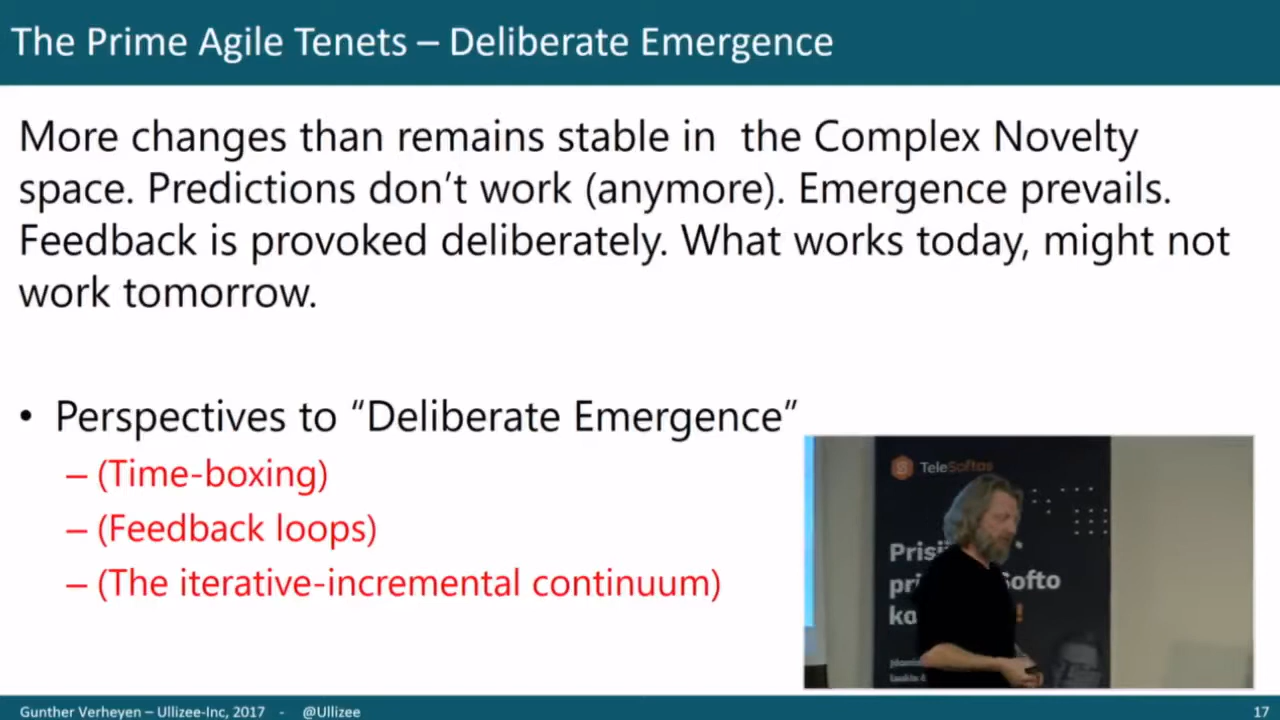 The Prime Agile Tenets – Deliberate Emergence
More changes than remains stable in  the Complex Novelty
space. Predictions don’t work (anymore). Emergence prevails.
Feedback is provoked deliberately. What works today, might not
work tomorrow.
• Perspectives to “Deliberate Emergence”
– (Time-boxing)
– (Feedback loops)
– (The iterative-incremental continuum)
TeleSoftas
Gunther Verheyen – Ullizee-Inc, 2017   -   @Ullizee
17